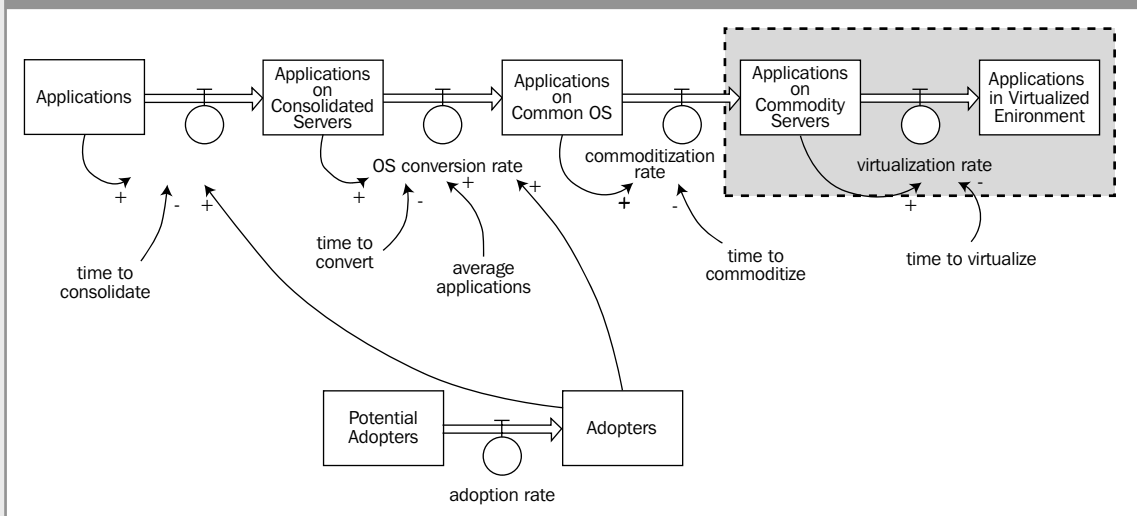 Applications
Applications
on
Consolidated
Servers
Applications
on
Common OS
Applications
on
Commodity
Servers
Applications
in Virtualized
Enironment
OS conversion rate
commoditization
rate
virtualization rate
+
-
+
+
-
+
+
+
-
+
-
time to
consolidate
time to
convert
average
applications
time to
commoditize
time to virtualize
Potential
Adopters
Adopters
adoption rate